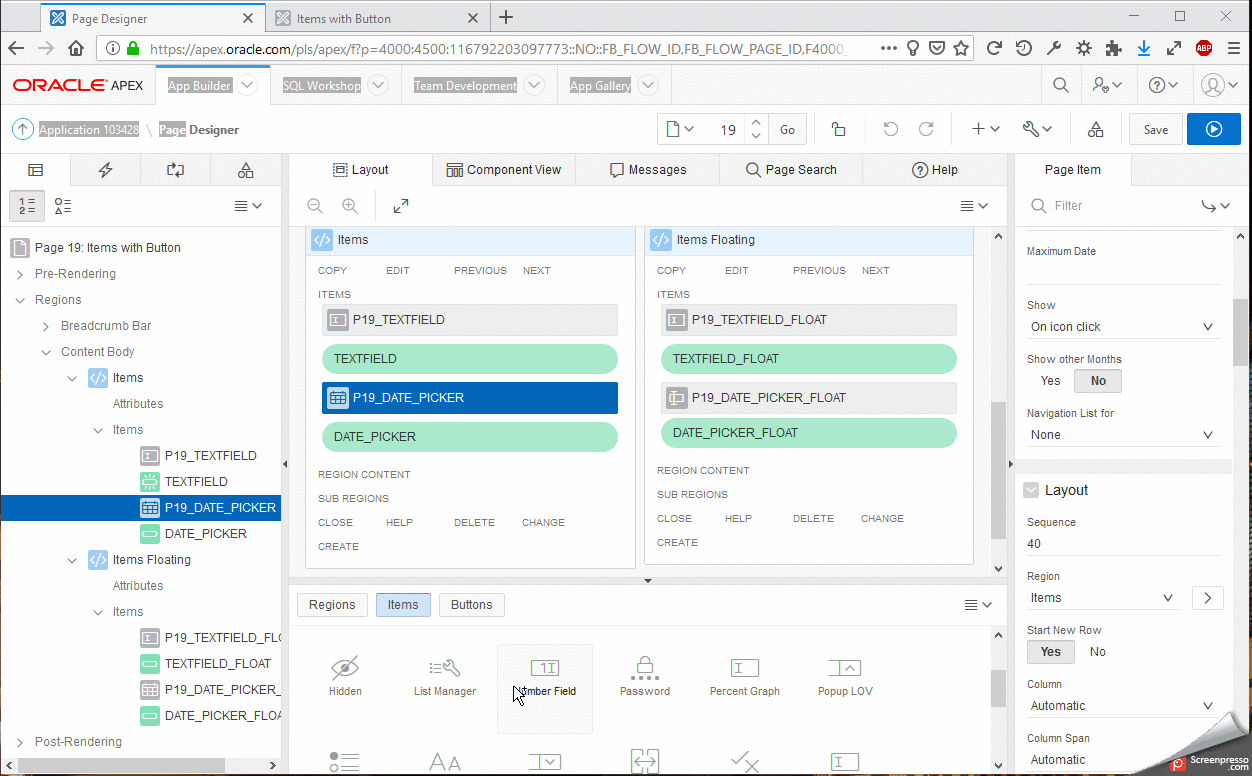 Page Designer
Items with Button
https://apex.oracle.com/pls/apex/f?p=4000:4500:116792203097773::NO::FB_FLOW_ID,FB_FLOW_PAGE_ID,F4000_
ABP
ORACLE APEX
App Builder
SQL Workshop
Team Development
App Gallery
Application 103428 \ Page Designer
19
Go
Save
Layout
Component View
Messages
Page Search
Help
Page Item
Filter
Page 19: Items with Button
Pre-Rendering
Regions
Breadcrumb Bar
Content Body
Items
Attributes
Items
P19_TEXTFIELD
TEXTFIELD
P19_DATE_PICKER
DATE_PICKER
Items Floating
Attributes
Items
P19_TEXTFIELD_FLO
TEXTFIELD_FLOAT
P19_DATE_PICKER_
DATE_PICKER_FLOA
Post-Rendering
Items
COPY EDIT PREVIOUS NEXT
ITEMS
P19_TEXTFIELD
TEXTFIELD
P19_DATE_PICKER
DATE_PICKER
REGION CONTENT
SUB REGIONS
CLOSE HELP DELETE CHANGE
CREATE
Items Floating
COPY EDIT PREVIOUS NEXT
ITEMS
P19_TEXTFIELD_FLOAT
TEXTFIELD_FLOAT
P19_DATE_PICKER_FLOAT
DATE_PICKER_FLOAT
REGION CONTENT
SUB REGIONS
CLOSE HELP DELETE CHANGE
CREATE
Regions
Items
Buttons
Hidden
List Manager
Number Field
Password
Percent Graph
Popup LOV
Maximum Date
Show
On icon click
Show other Months
Yes No
Navigation List for
None
Layout
Sequence
40
Region
Items
Start New Row
Yes No
Column
Automatic
Column Span
Automatic
Screenpresso
.com